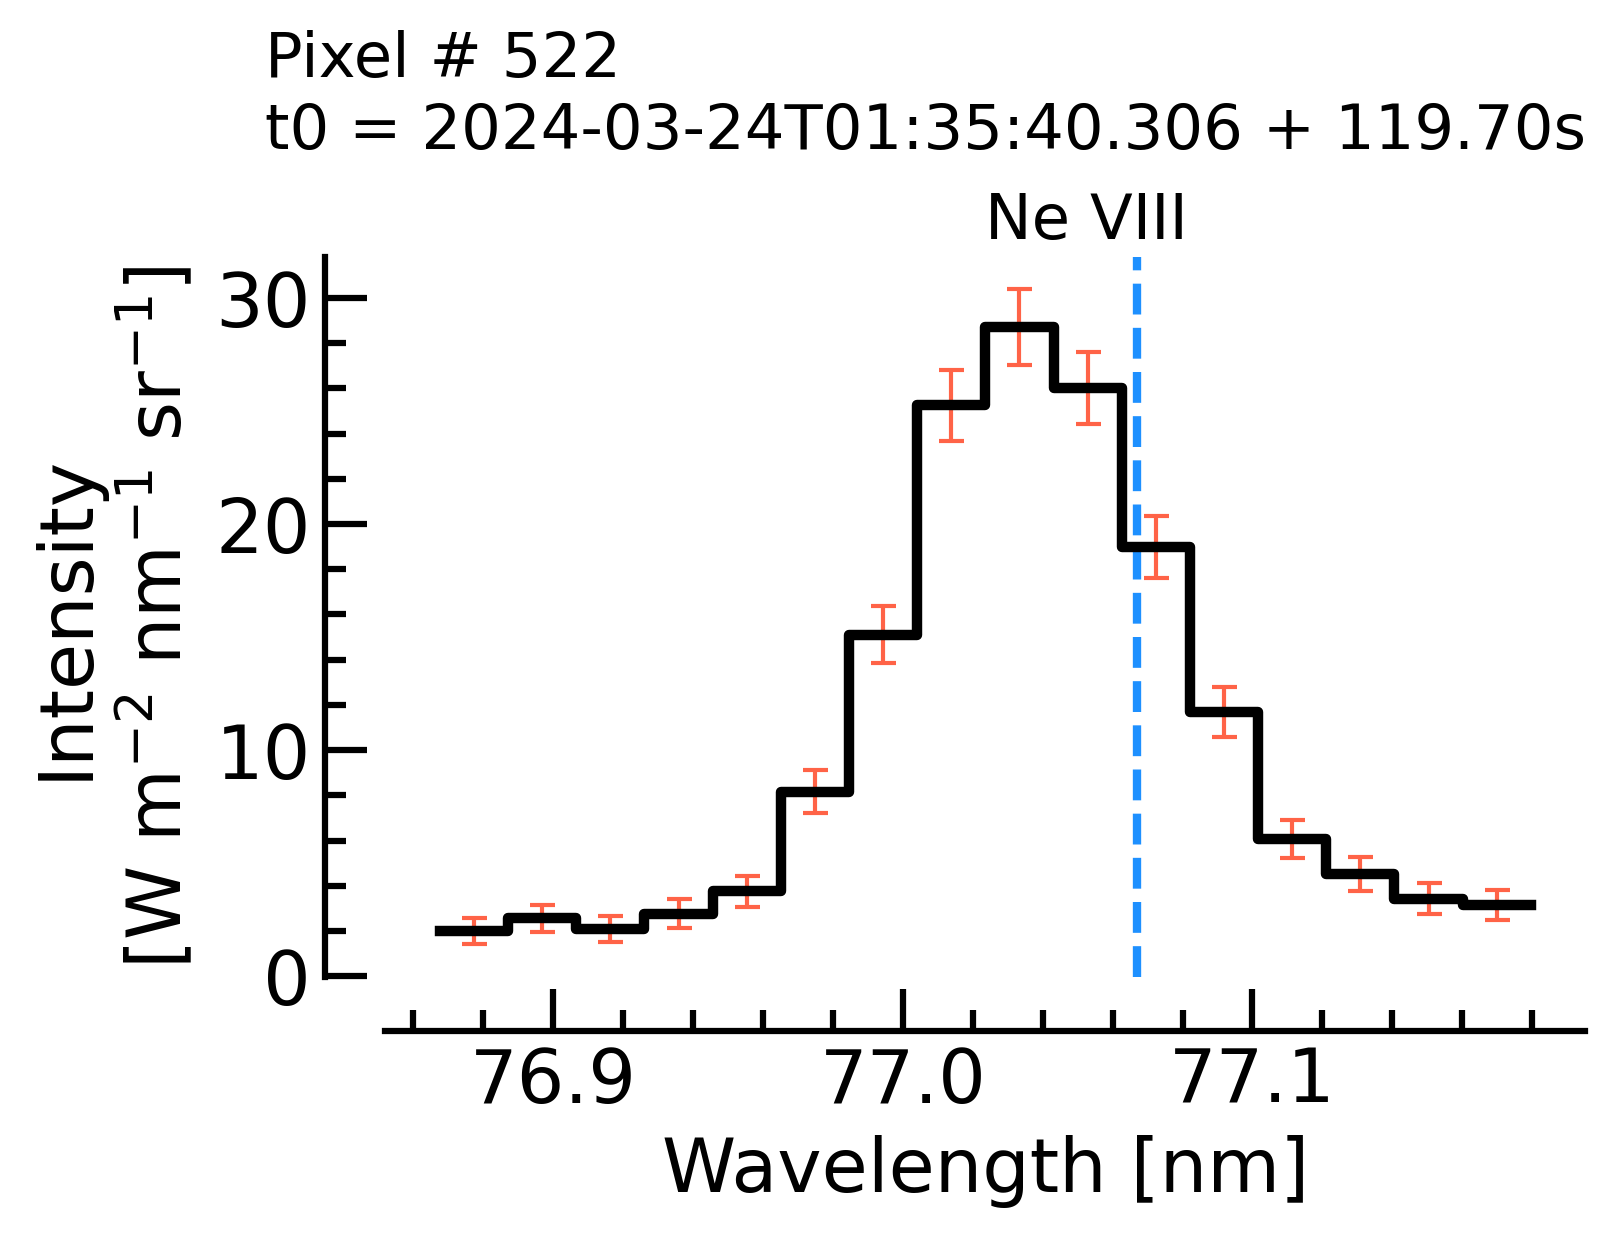 Pixel # 522
t0 = 2024-03-24T01:35:40.306 + 119.70s
Ne VIII
Intensity
[W m⁻² nm⁻¹ sr⁻¹]
30
20
10
0
76.9 77.0 77.1
Wavelength [nm]